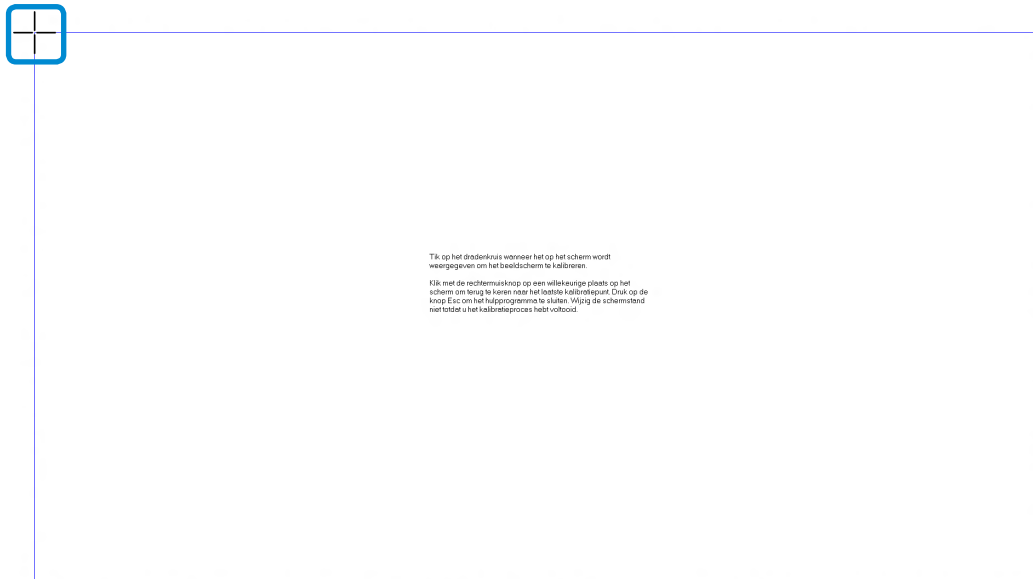 Tik op het dradenkruis wanneer het op het scherm wordt
weergegeven om het beeldscherm te kalibreren.
Klik met de rechtermuisknop op een willekeurige plaats op het
scherm om terug te keren naar het laatste kalibratiepunt. Druk op de
knop Esc om het hulpprogramma te sluiten. Wijzig de schermstand
niet totdat u het kalibratieproces hebt voltooid.